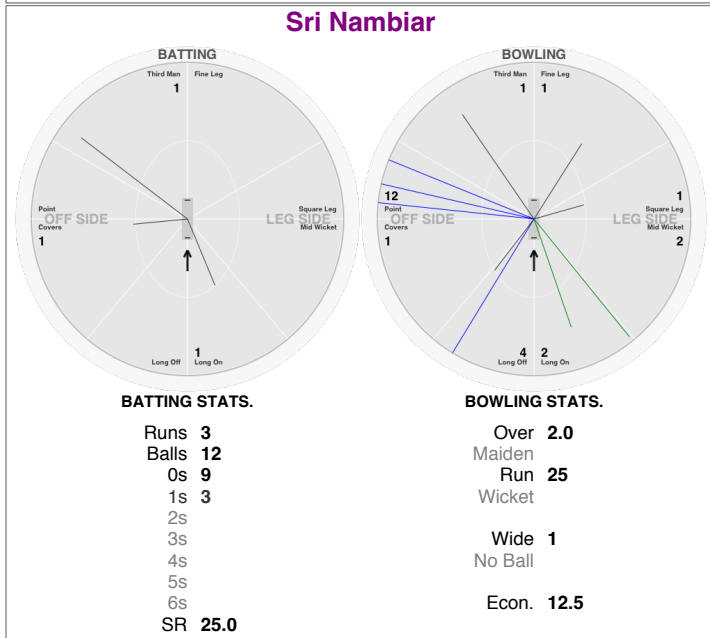 Sri Nambiar
BATTING
Third Man Fine Leg
1
Point Square Leg
OFF SIDE LEG SIDE
Covers Mid Wicket
1
1
Long Off Long On
BATTING STATS.
Runs 3
Balls 12
0s 9
1s 3
2s
3s
4s
5s
6s
SR 25.0
BOWLING
Third Man Fine Leg
1 1
12 1
Point Square Leg
OFF SIDE LEG SIDE
Covers Mid Wicket
1 2
4 2
Long Off Long On
BOWLING STATS.
Over 2.0
Maiden
Run 25
Wicket
Wide 1
No Ball
Econ. 12.5